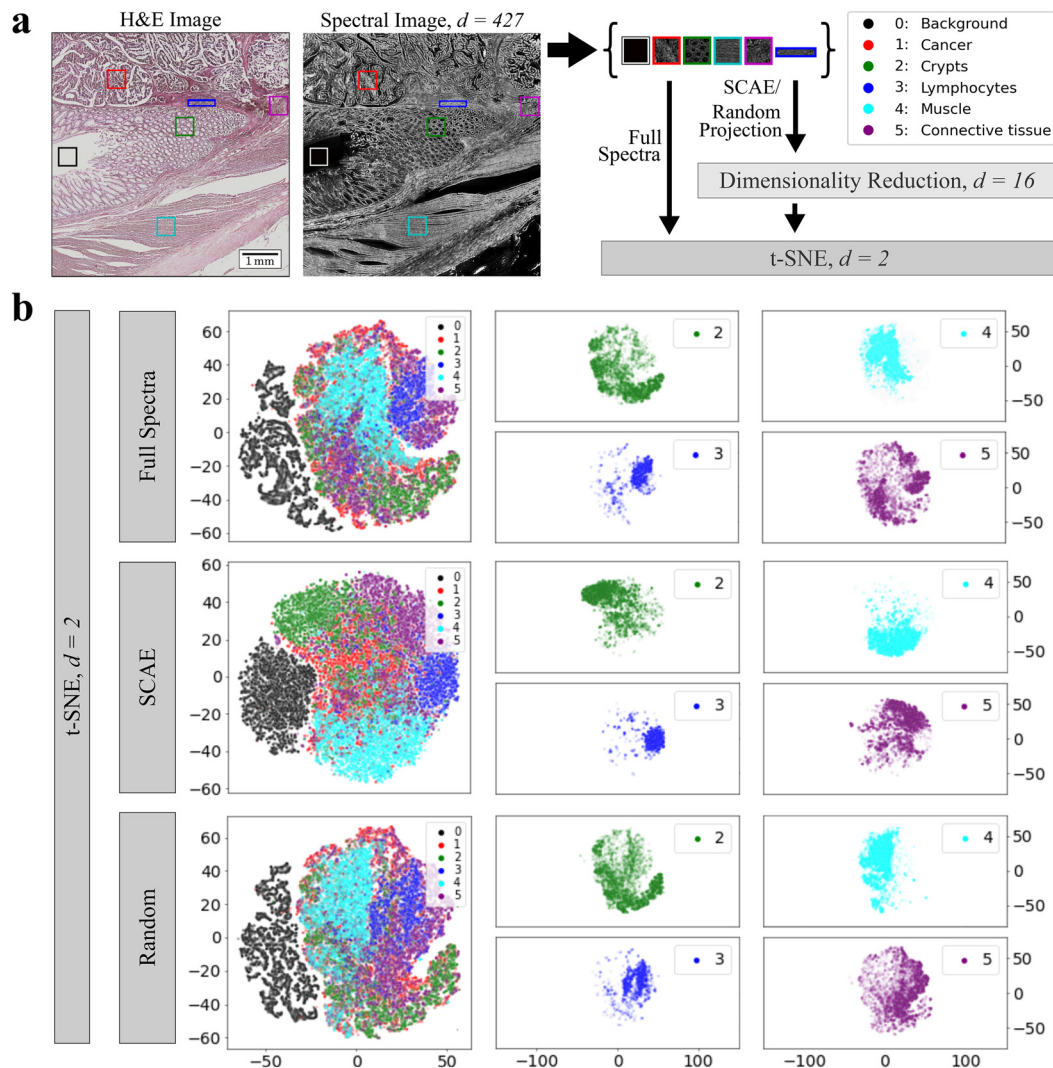 a
H&E Image
Spectral Image, d = 427
1 mm
Full
Spectra
SCAE/
Random
Projection
0: Background
1: Cancer
2: Crypts
3: Lymphocytes
4: Muscle
5: Connective tissue
Dimensionality Reduction, d = 16
t-SNE, d = 2
b
t-SNE, d = 2
Full Spectra
60
40
20
0
−20
−40
−60
0
1
2
3
4
5
2
3
4
5
50
0
−50
50
0
−50
SCAE
60
40
20
0
−20
−40
−60
0
1
2
3
4
5
2
3
4
5
50
0
−50
50
0
−50
Random
60
40
20
0
−20
−40
−60
0
1
2
3
4
5
2
3
4
5
50
0
−50
50
0
−50
−50 0 50
−100 0 100
−100 0 100